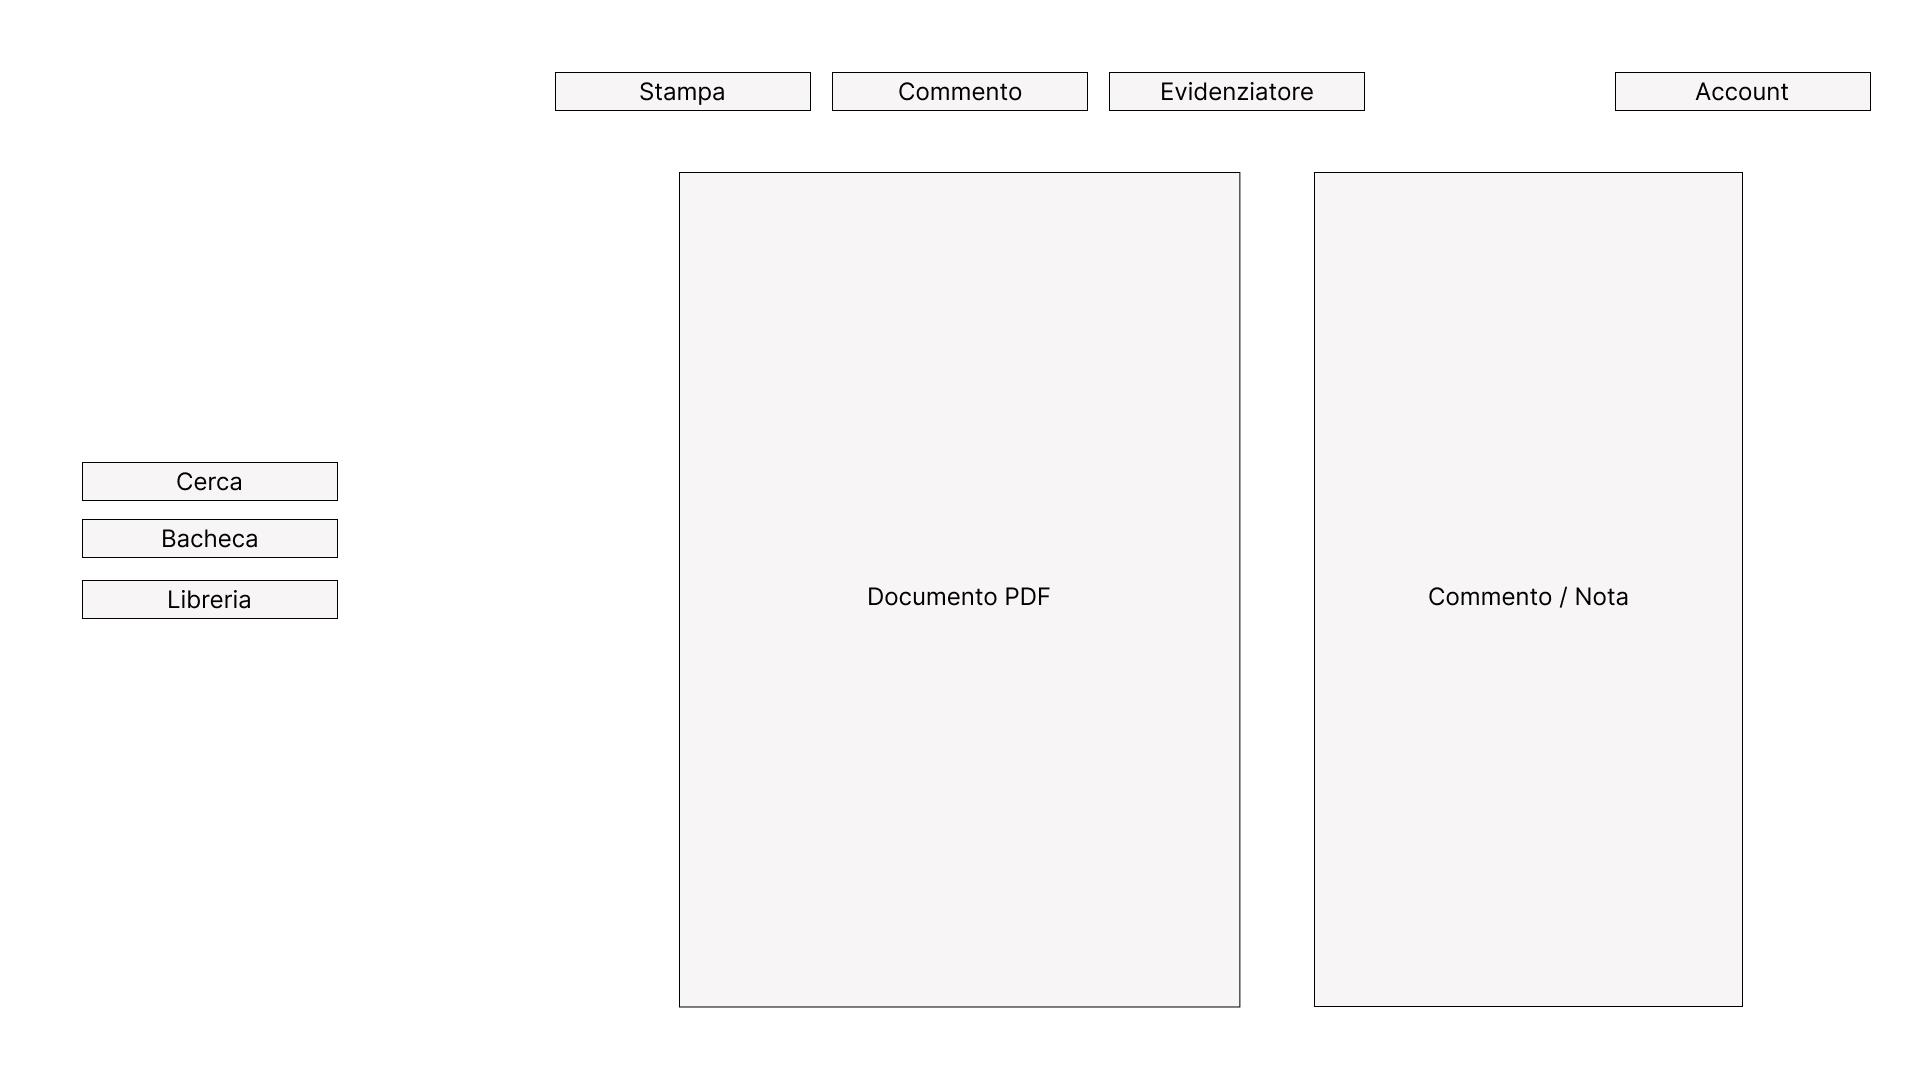 Stampa
Commento
Evidenziatore
Account
Cerca
Bacheca
Libreria
Documento PDF
Commento / Nota